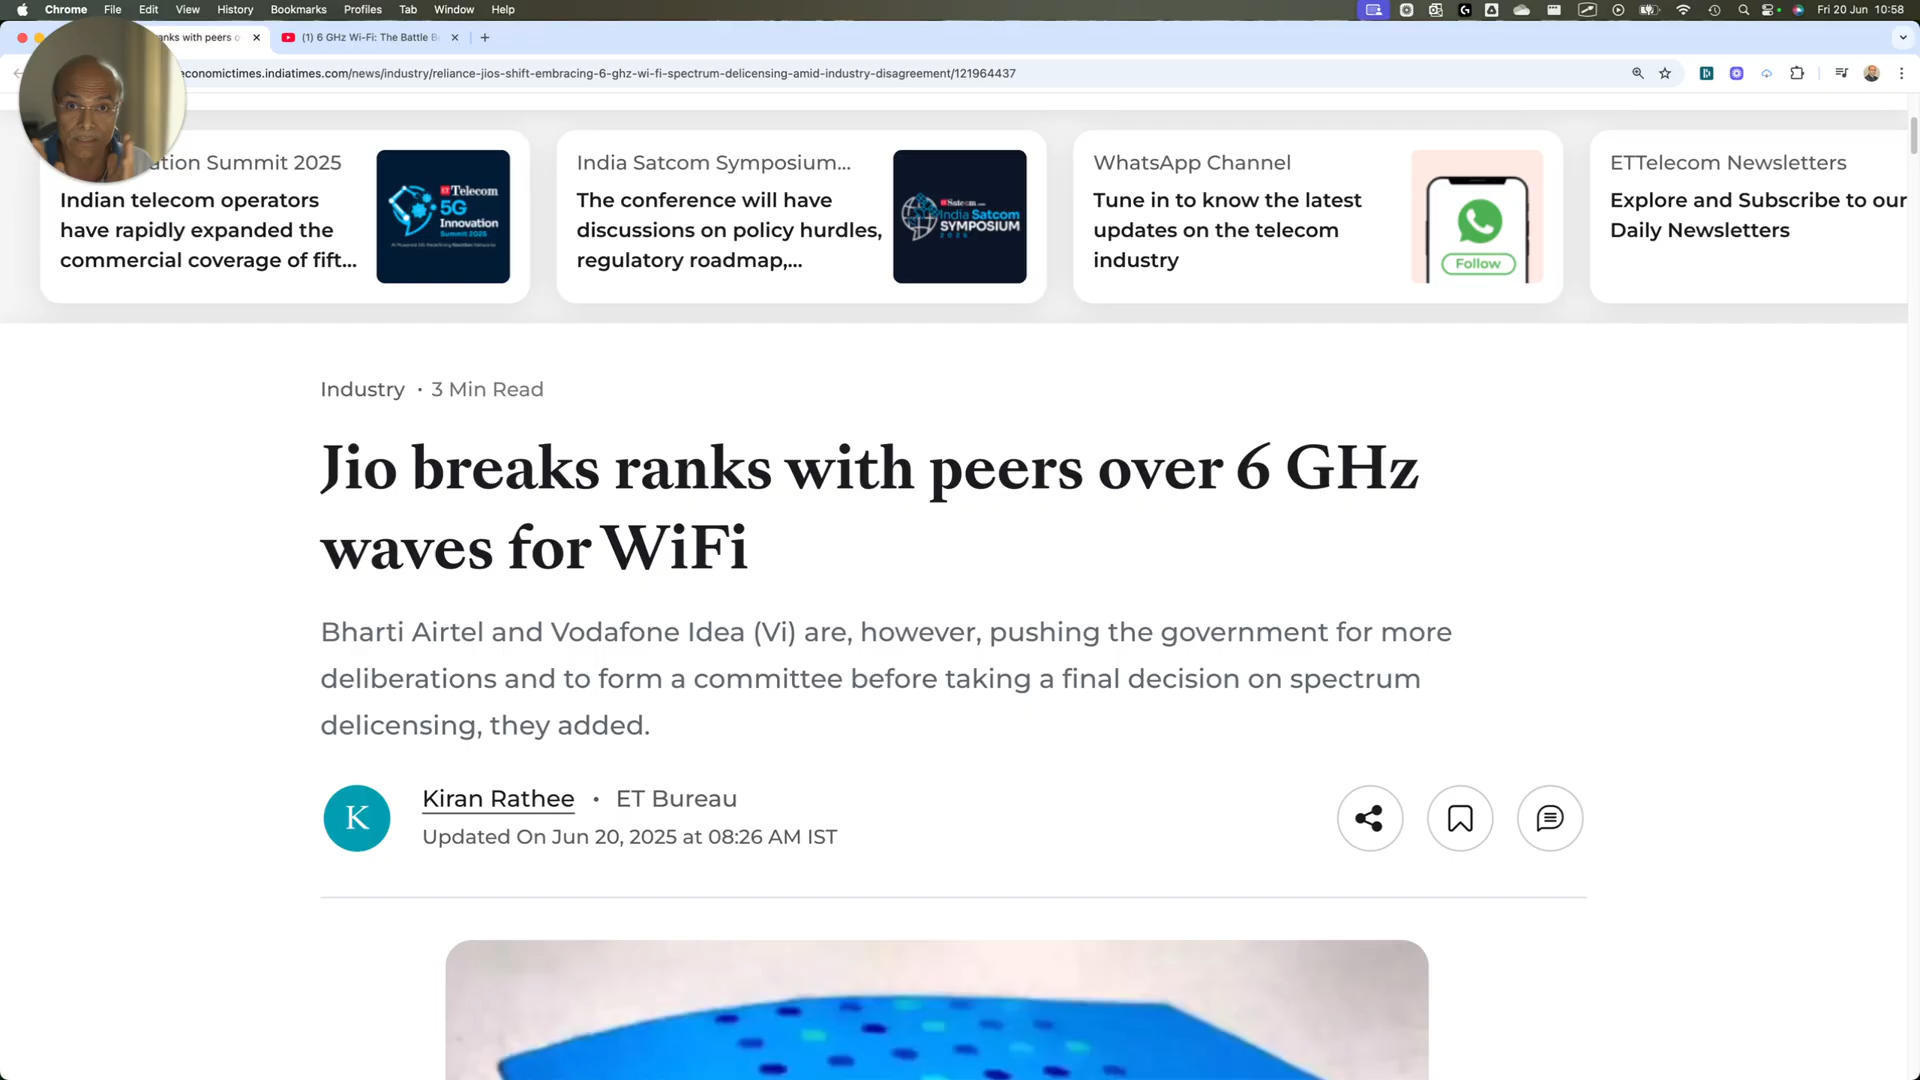 Chrome File Edit View History Bookmarks Profiles Tab Window Help Fri 20 Jun 10:58
anks with peers o (1) 6 GHz Wi-Fi: The Battle B
economictimes.indiatimes.com/news/industry/reliance-jios-shift-embracing-6-ghz-wi-fi-spectrum-delicensing-amid-industry-disagreement/121964437
ation Summit 2025
Indian telecom operators
have rapidly expanded the
commercial coverage of fift...
ET Telecom
5G
Innovation
Summit 2025
India Satcom Symposium...
The conference will have
discussions on policy hurdles,
regulatory roadmap,...
India Satcom
SYMPOSIUM
WhatsApp Channel
Tune in to know the latest
updates on the telecom
industry
Follow
ETTelecom Newsletters
Explore and Subscribe to our
Daily Newsletters
Industry · 3 Min Read
Jio breaks ranks with peers over 6 GHz
waves for WiFi
Bharti Airtel and Vodafone Idea (Vi) are, however, pushing the government for more
deliberations and to form a committee before taking a final decision on spectrum
delicensing, they added.
K
Kiran Rathee · ET Bureau
Updated On Jun 20, 2025 at 08:26 AM IST